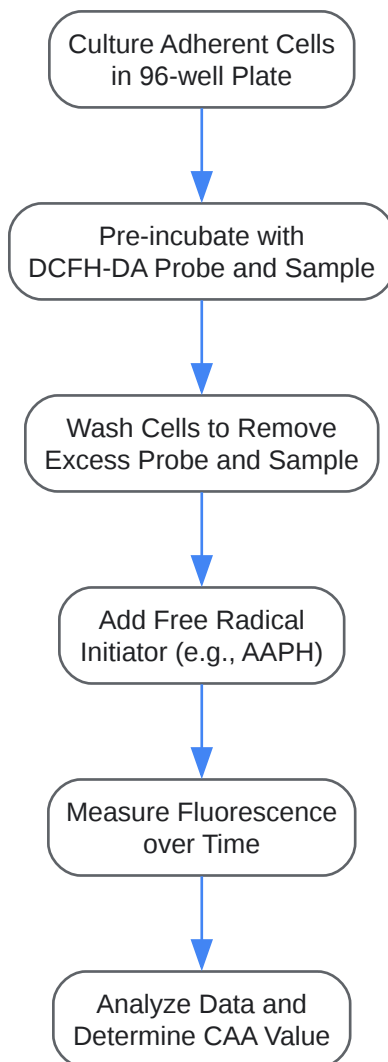 Culture Adherent Cells
in 96-well Plate
Pre-incubate with
DCFH-DA Probe and Sample
Wash Cells to Remove
Excess Probe and Sample
Add Free Radical
Initiator (e.g., AAPH)
Measure Fluorescence
over Time
Analyze Data and
Determine CAA Value